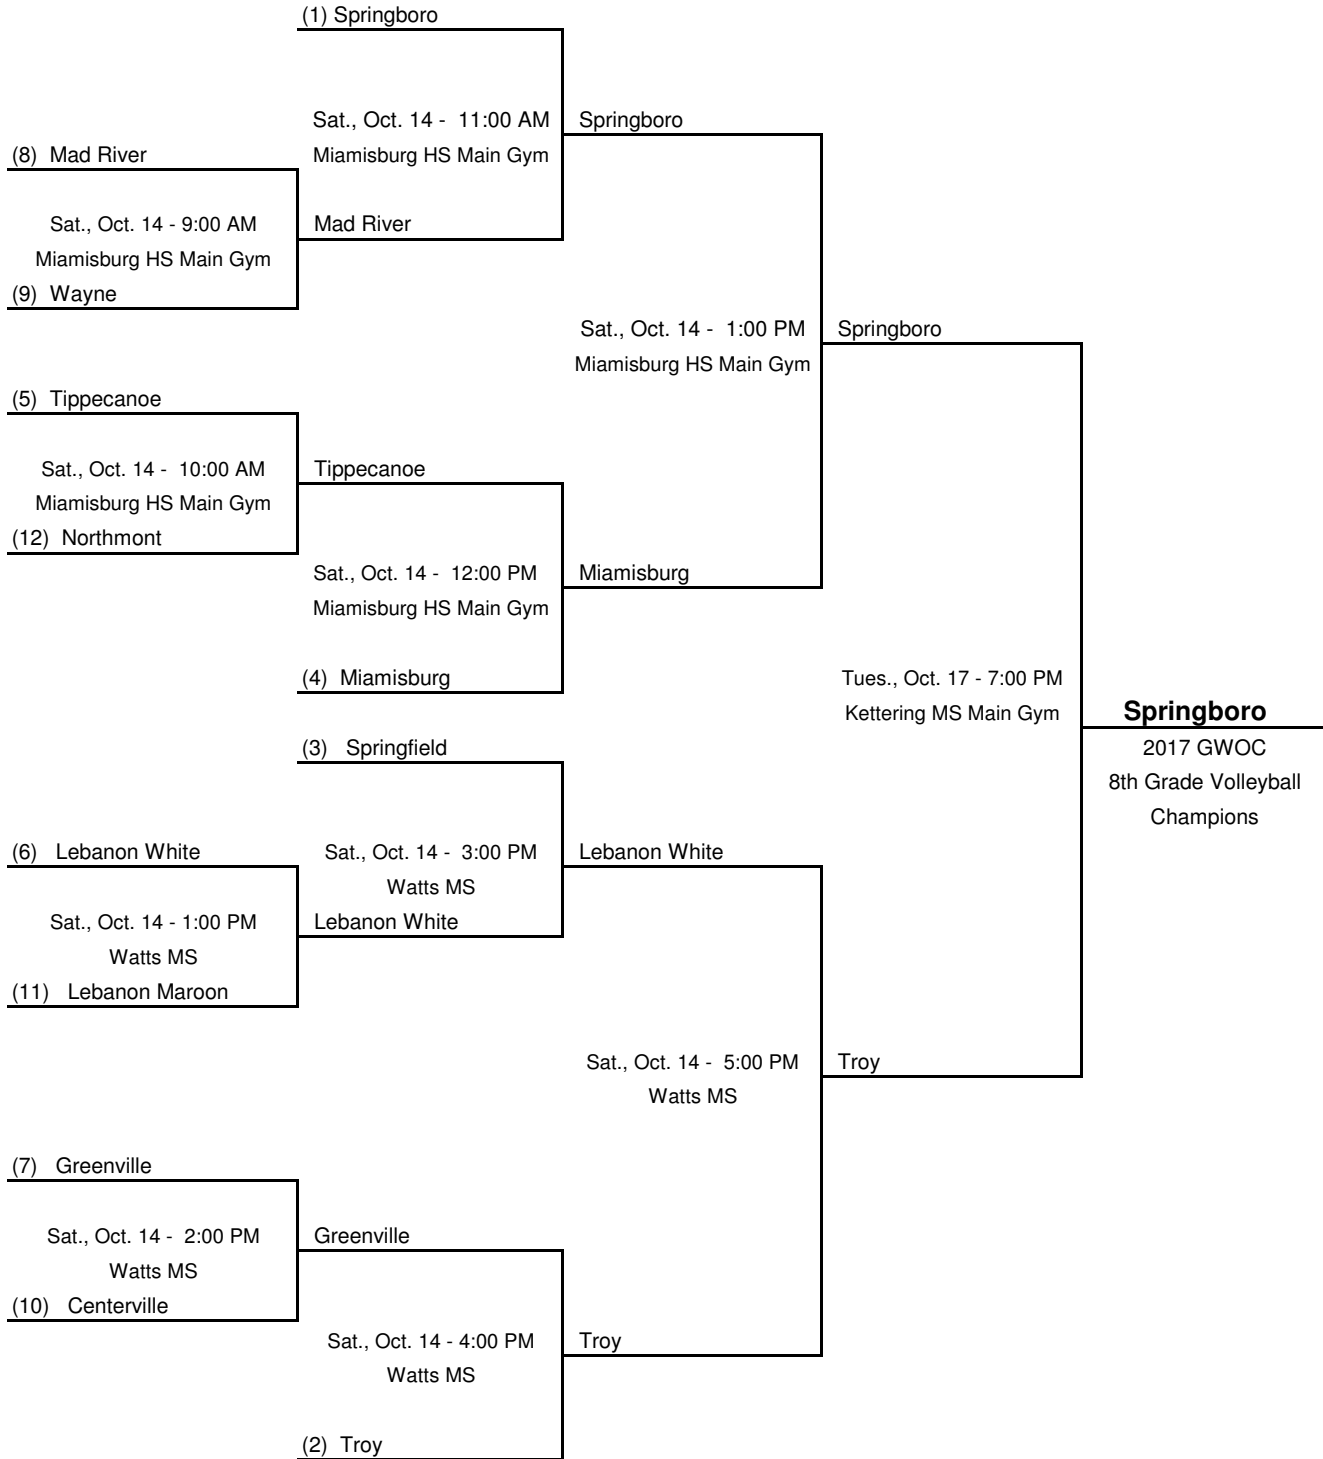 (1) Springboro
Sat., Oct. 14 - 11:00 AM
Miamisburg HS Main Gym
Springboro
(8) Mad River
Sat., Oct. 14 - 9:00 AM
Miamisburg HS Main Gym
Mad River
(9) Wayne
Sat., Oct. 14 - 1:00 PM
Miamisburg HS Main Gym
Springboro
(5) Tippecanoe
Sat., Oct. 14 - 10:00 AM
Miamisburg HS Main Gym
Tippecanoe
(12) Northmont
Sat., Oct. 14 - 12:00 PM
Miamisburg HS Main Gym
Miamisburg
(4) Miamisburg
Tues., Oct. 17 - 7:00 PM
Kettering MS Main Gym
Springboro
2017 GWOC
8th Grade Volleyball
Champions
(3) Springfield
(6) Lebanon White
Sat., Oct. 14 - 3:00 PM
Watts MS
Lebanon White
Sat., Oct. 14 - 1:00 PM
Watts MS
Lebanon White
(11) Lebanon Maroon
Sat., Oct. 14 - 5:00 PM
Watts MS
Troy
(7) Greenville
Sat., Oct. 14 - 2:00 PM
Watts MS
Greenville
(10) Centerville
Sat., Oct. 14 - 4:00 PM
Watts MS
Troy
(2) Troy